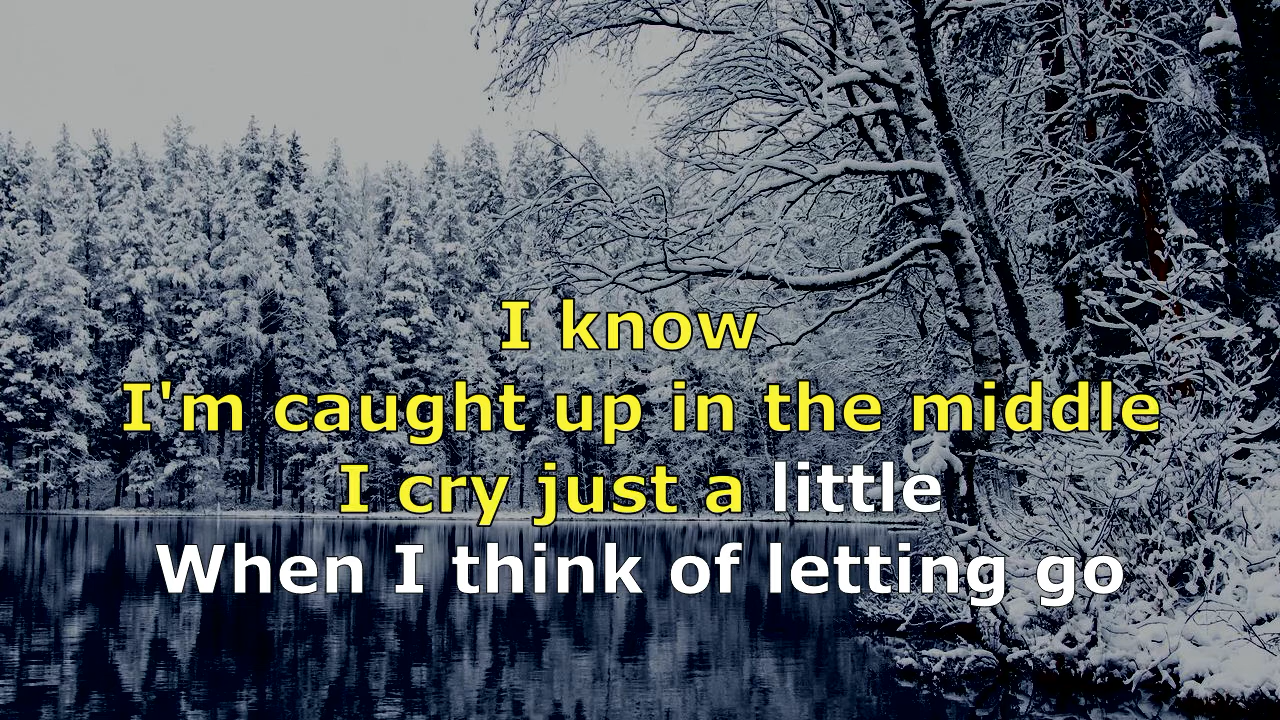 I know
I'm caught up in the middle
I cry just a little
When I think of letting go